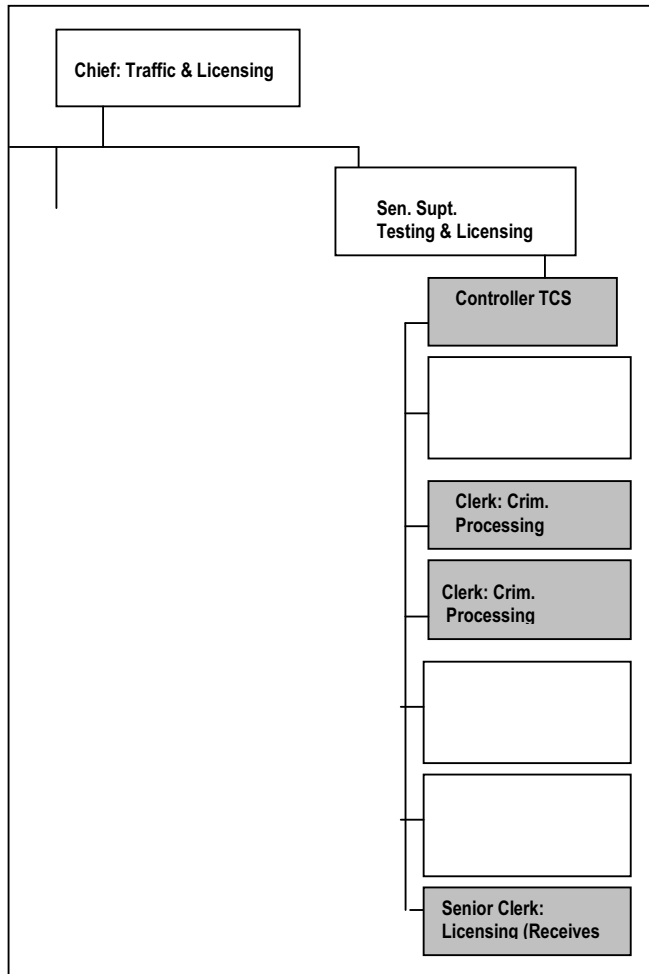 Chief: Traffic & Licensing
Sen. Supt.
Testing & Licensing
Controller TCS
Clerk: Crim.
Processing
Clerk: Crim.
Processing
Senior Clerk:
Licensing (Receives